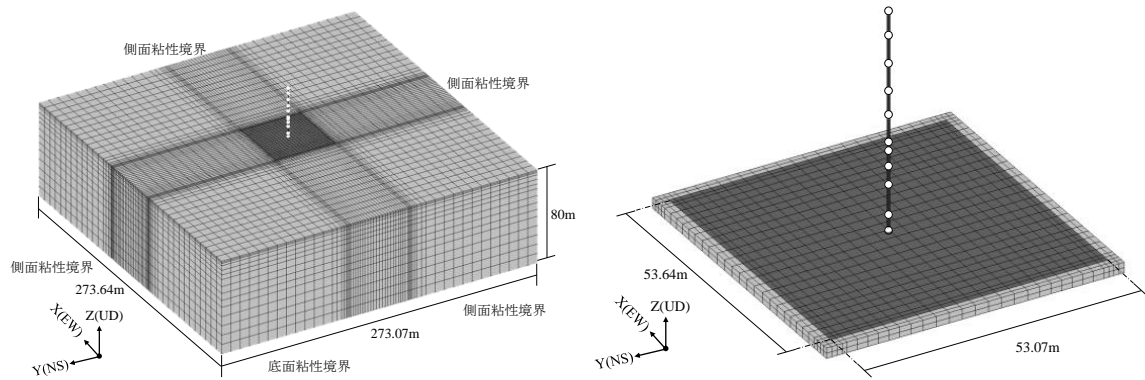 側面粘性境界
側面粘性境界
80m
側面粘性境界
273.64m
側面粘性境界
273.07m
底面粘性境界
Z(UD)
X(EW)
Y(NS)
53.64m
53.07m
Z(UD)
X(EW)
Y(NS)